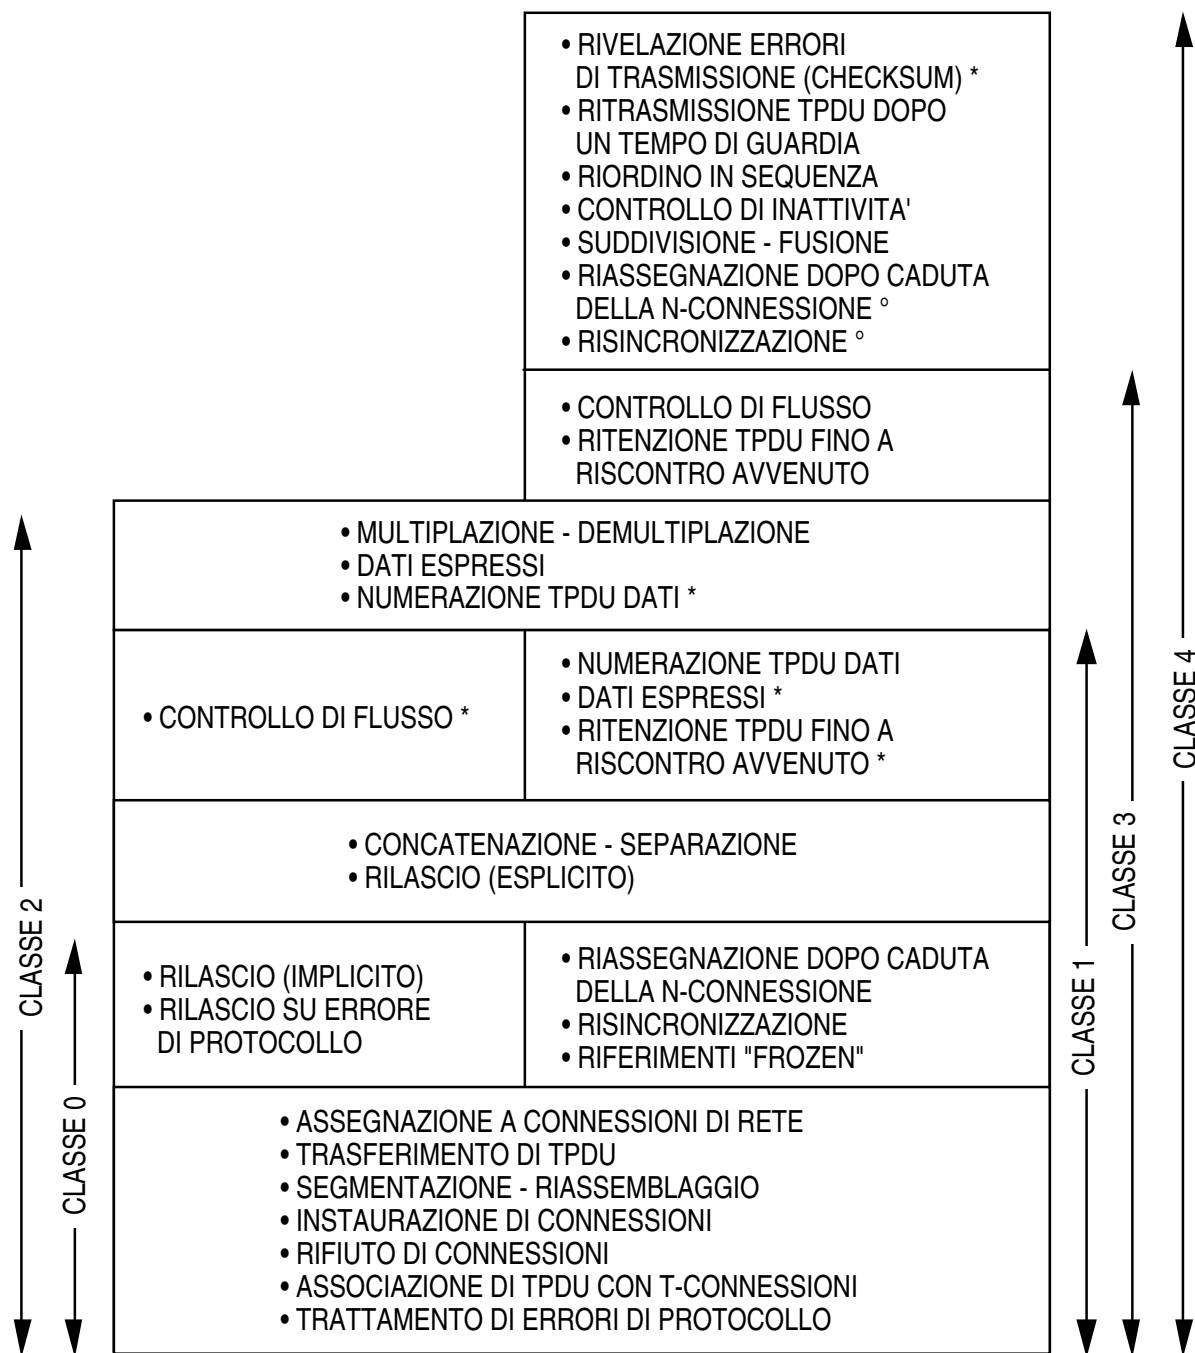 • RIVELAZIONE ERRORI
DI TRASMISSIONE (CHECKSUM) *
• RITRASMISSIONE TPDU DOPO
UN TEMPO DI GUARDIA
• RIORDINO IN SEQUENZA
• CONTROLLO DI INATTIVITA'
• SUDDIVISIONE - FUSIONE
• RIASSEGNAZIONE DOPO CADUTA
DELLA N-CONNESSIONE °
• RISINCRONIZZAZIONE °
• CONTROLLO DI FLUSSO
• RITENZIONE TPDU FINO A
RISCONTRO AVVENUTO
• MULTIPLAZIONE - DEMULTIPLAZIONE
• DATI ESPRESSI
• NUMERAZIONE TPDU DATI *
• CONTROLLO DI FLUSSO *
• NUMERAZIONE TPDU DATI
• DATI ESPRESSI *
• RITENZIONE TPDU FINO A
RISCONTRO AVVENUTO *
• CONCATENAZIONE - SEPARAZIONE
• RILASCIO (ESPLICITO)
• RILASCIO (IMPLICITO)
• RILASCIO SU ERRORE
DI PROTOCOLLO
• RIASSEGNAZIONE DOPO CADUTA
DELLA N-CONNESSIONE
• RISINCRONIZZAZIONE
• RIFERIMENTI "FROZEN"
• ASSEGNAZIONE A CONNESSIONI DI RETE
• TRASFERIMENTO DI TPDU
• SEGMENTAZIONE - RIASSEMBLAGGIO
• INSTAURAZIONE DI CONNESSIONI
• RIFIUTO DI CONNESSIONI
• ASSOCIAZIONE DI TPDU CON T-CONNESSIONI
• TRATTAMENTO DI ERRORI DI PROTOCOLLO
CLASSE 2
CLASSE 0
CLASSE 1
CLASSE 3
CLASSE 4